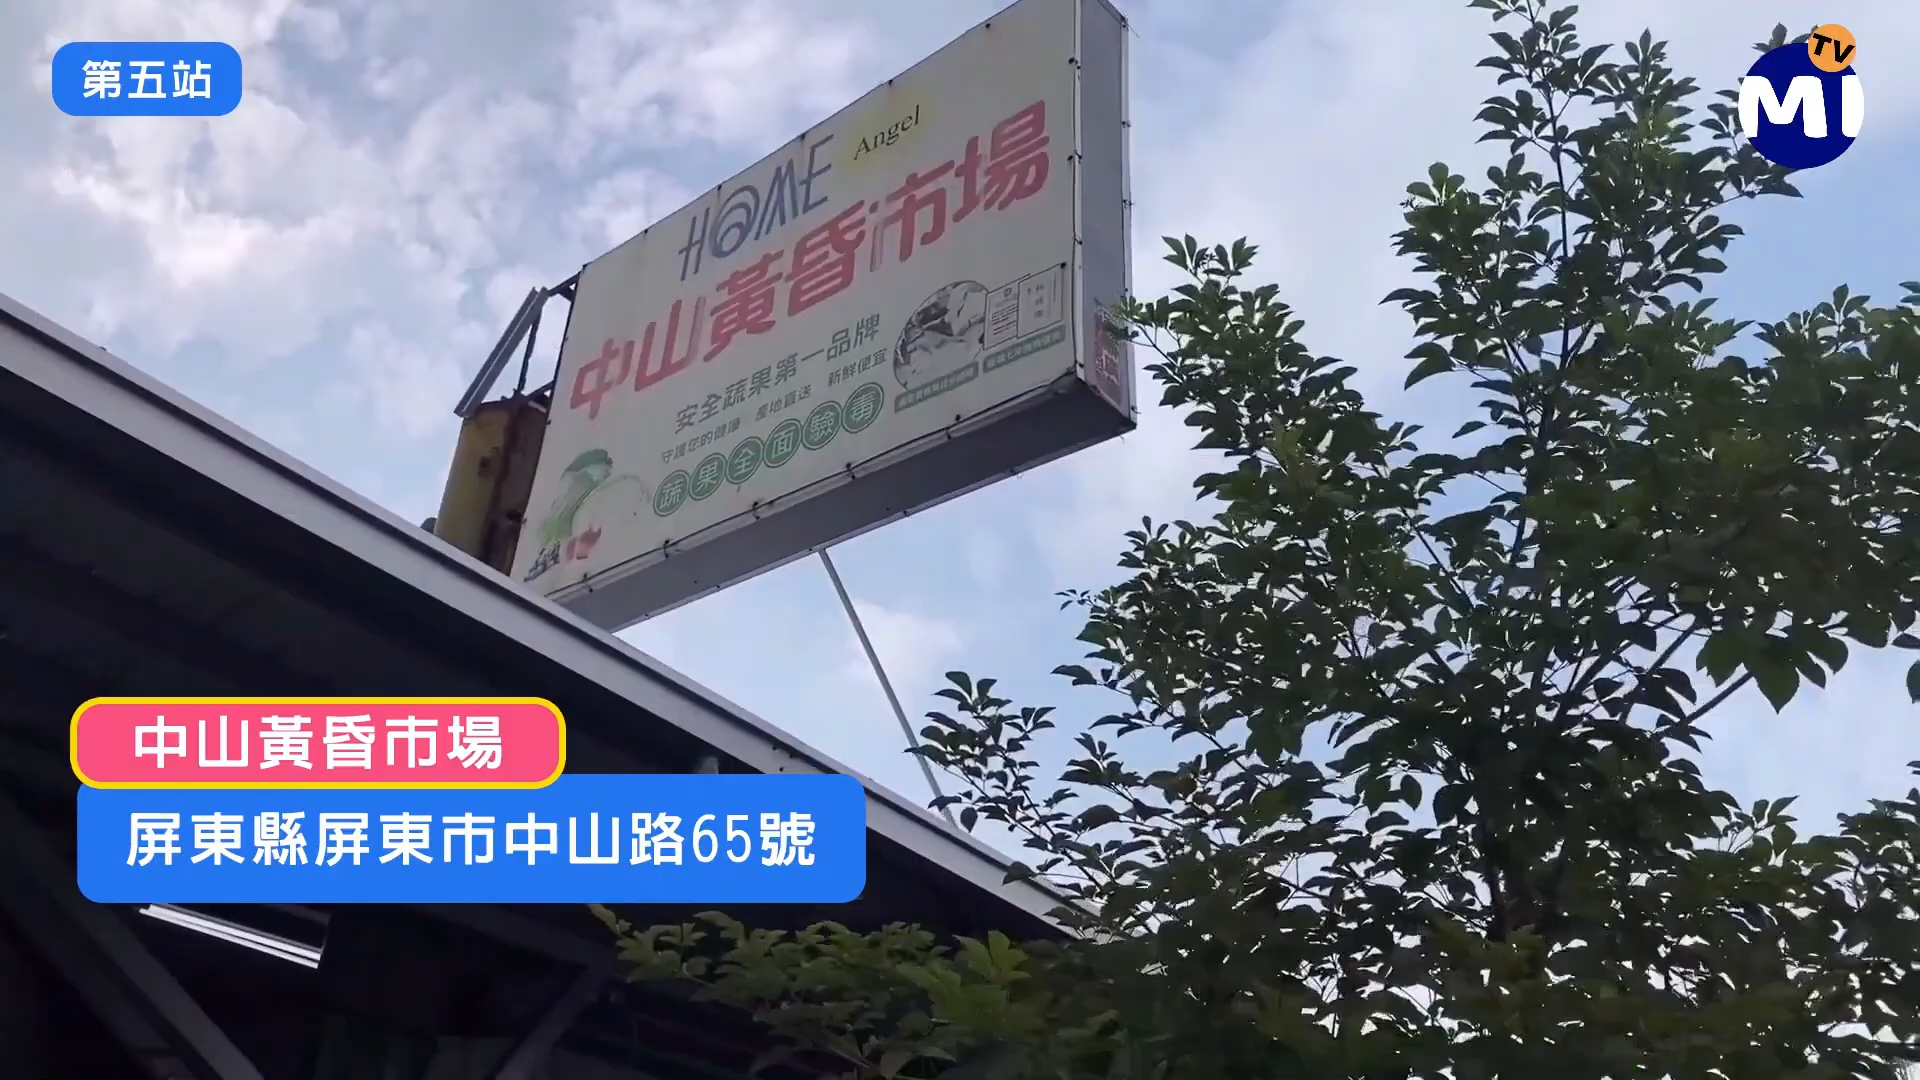 第五站
TV
MI
HOME
Angel
中山黃昏市場
安全蔬果第一品牌
守護您的健康 產地直送 新鮮便宜
蔬果全面驗毒
中山黃昏市場
屏東縣屏東市中山路65號